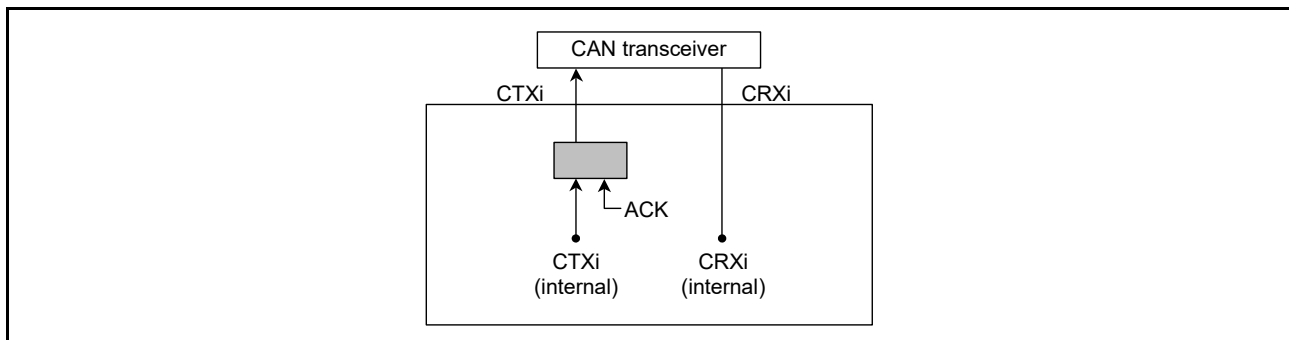 CAN transceiver
CTXi
CRXi
ACK
CTXi
(internal)
CRXi
(internal)